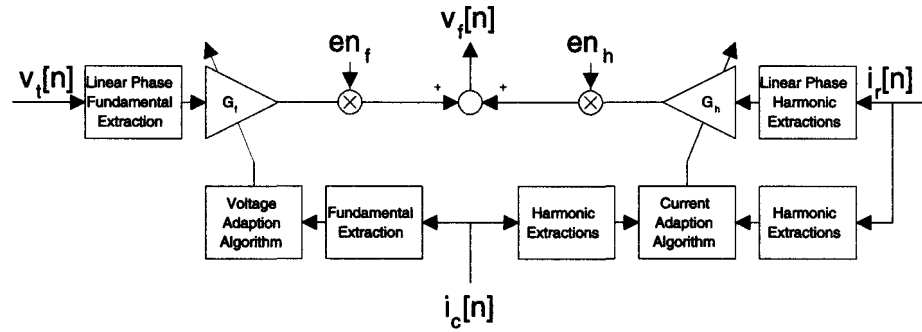 v_f[n]
en_f
en_h
v_t[n]
Linear Phase
Fundamental
Extraction
G_f
+
+
G_h
Linear Phase
Harmonic
Extractions
i_r[n]
Voltage
Adaption
Algorithm
Fundamental
Extraction
Harmonic
Extractions
Current
Adaption
Algorithm
Harmonic
Extractions
i_c[n]